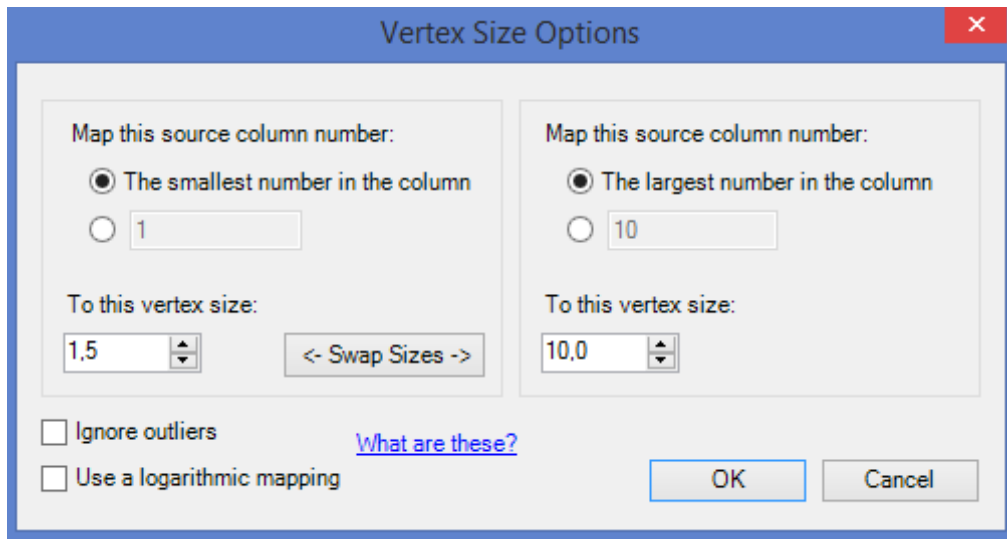 Vertex Size Options
Map this source column number:
The smallest number in the column
1
To this vertex size:
1,5
<- Swap Sizes ->
Map this source column number:
The largest number in the column
10
To this vertex size:
10,0
Ignore outliers
Use a logarithmic mapping
What are these?
OK
Cancel